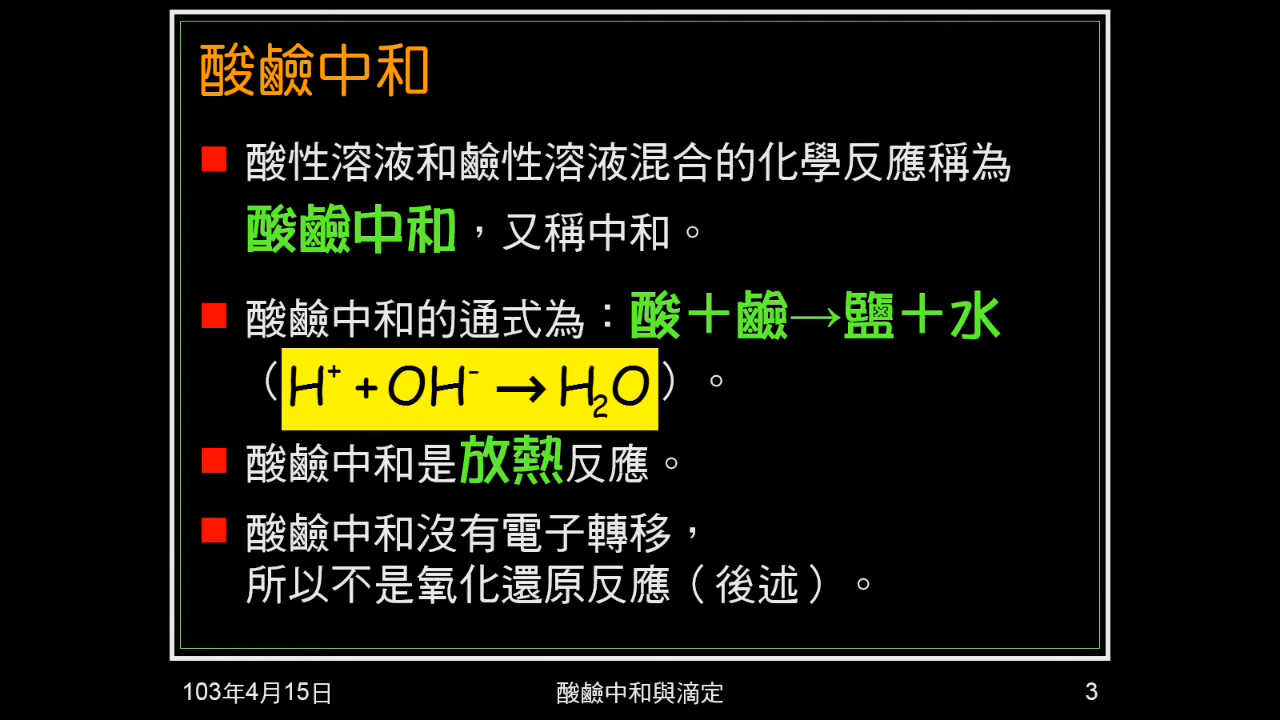 酸鹼中和
酸性溶液和鹼性溶液混合的化學反應稱為
酸鹼中和，又稱中和。
酸鹼中和的通式為：酸＋鹼→鹽＋水
（H⁺+OH⁻→H₂O）。
酸鹼中和是放熱反應。
酸鹼中和沒有電子轉移，
所以不是氧化還原反應（後述）。
103年4月15日 酸鹼中和與滴定 3